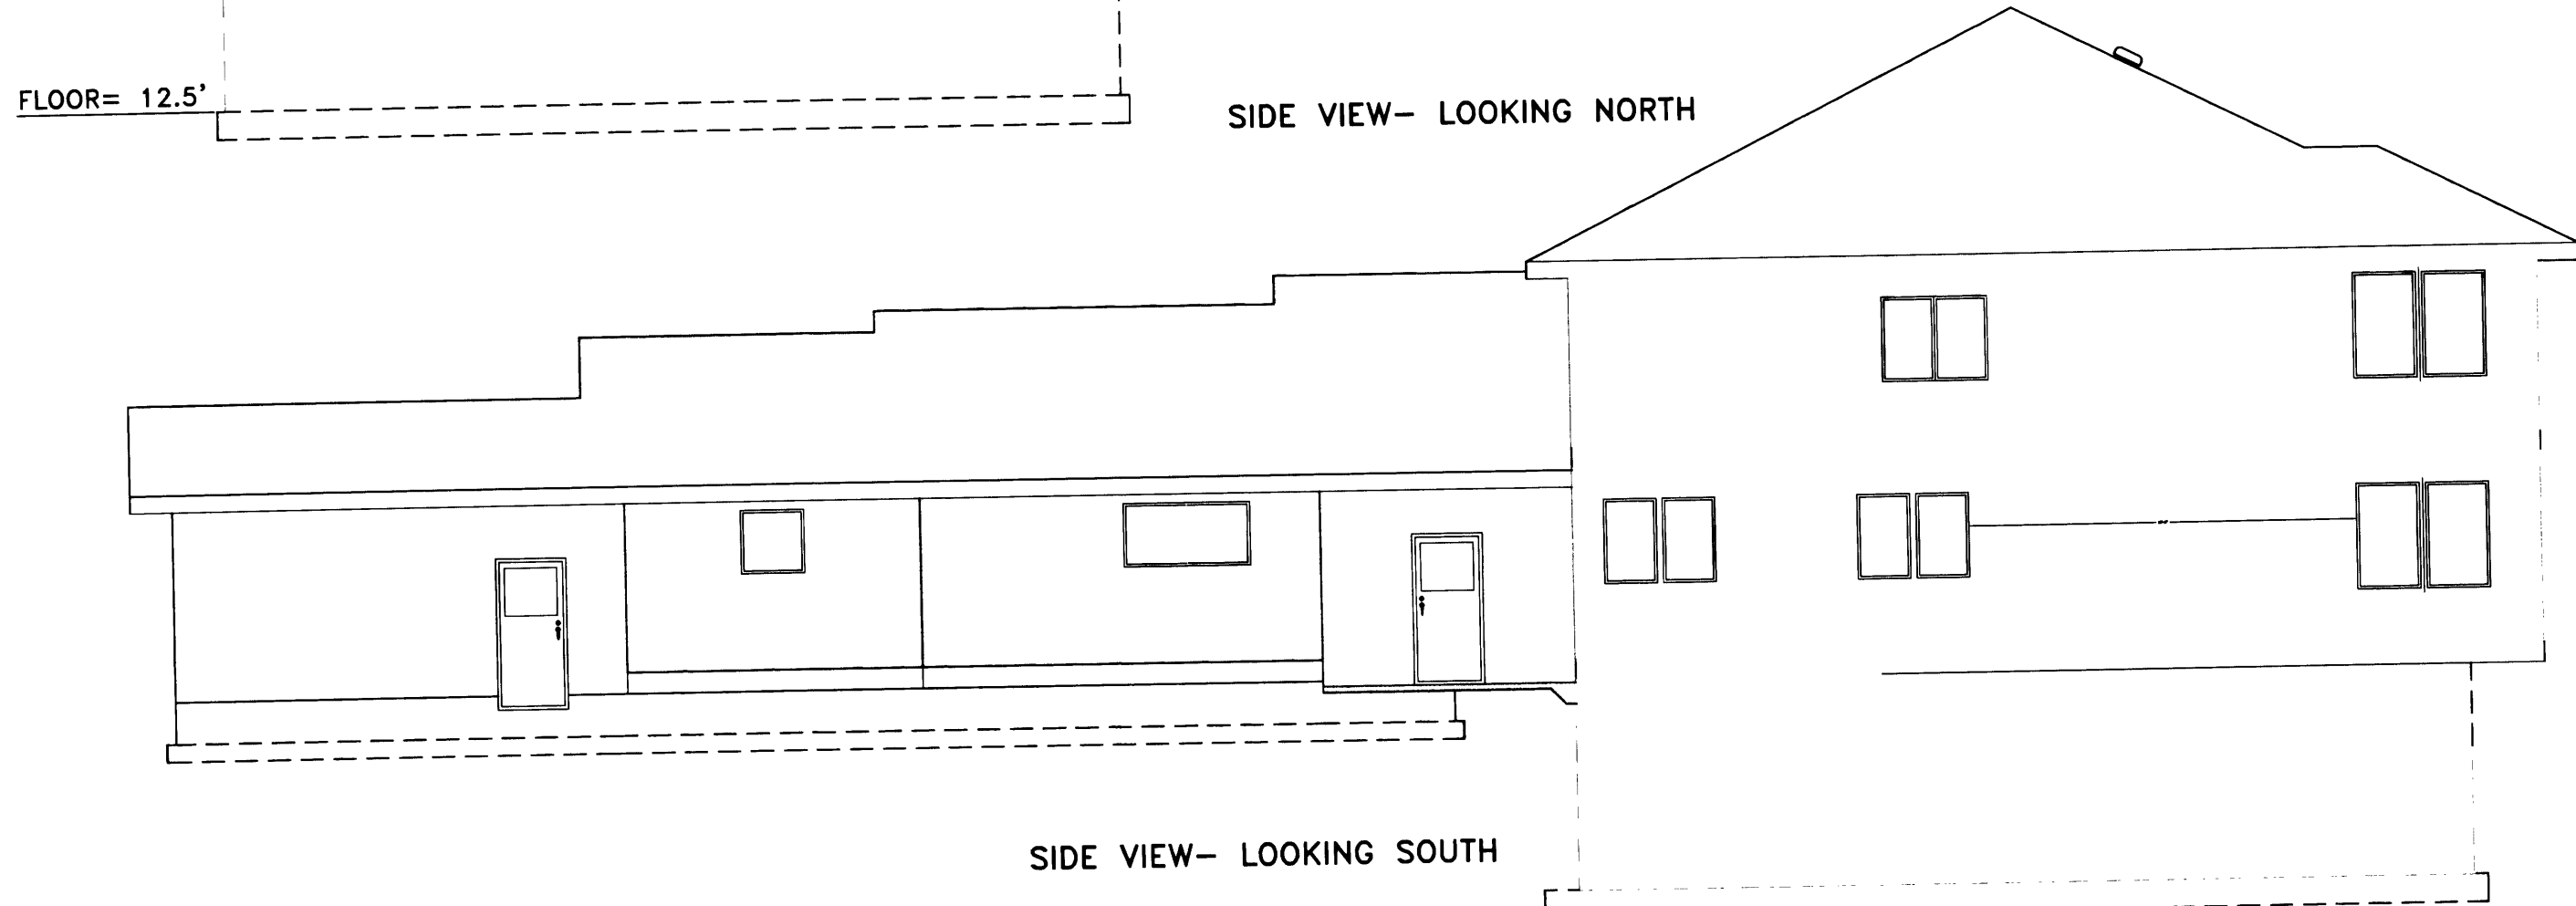 FLOOR= 12.5'
SIDE VIEW- LOOKING NORTH
SIDE VIEW- LOOKING SOUTH